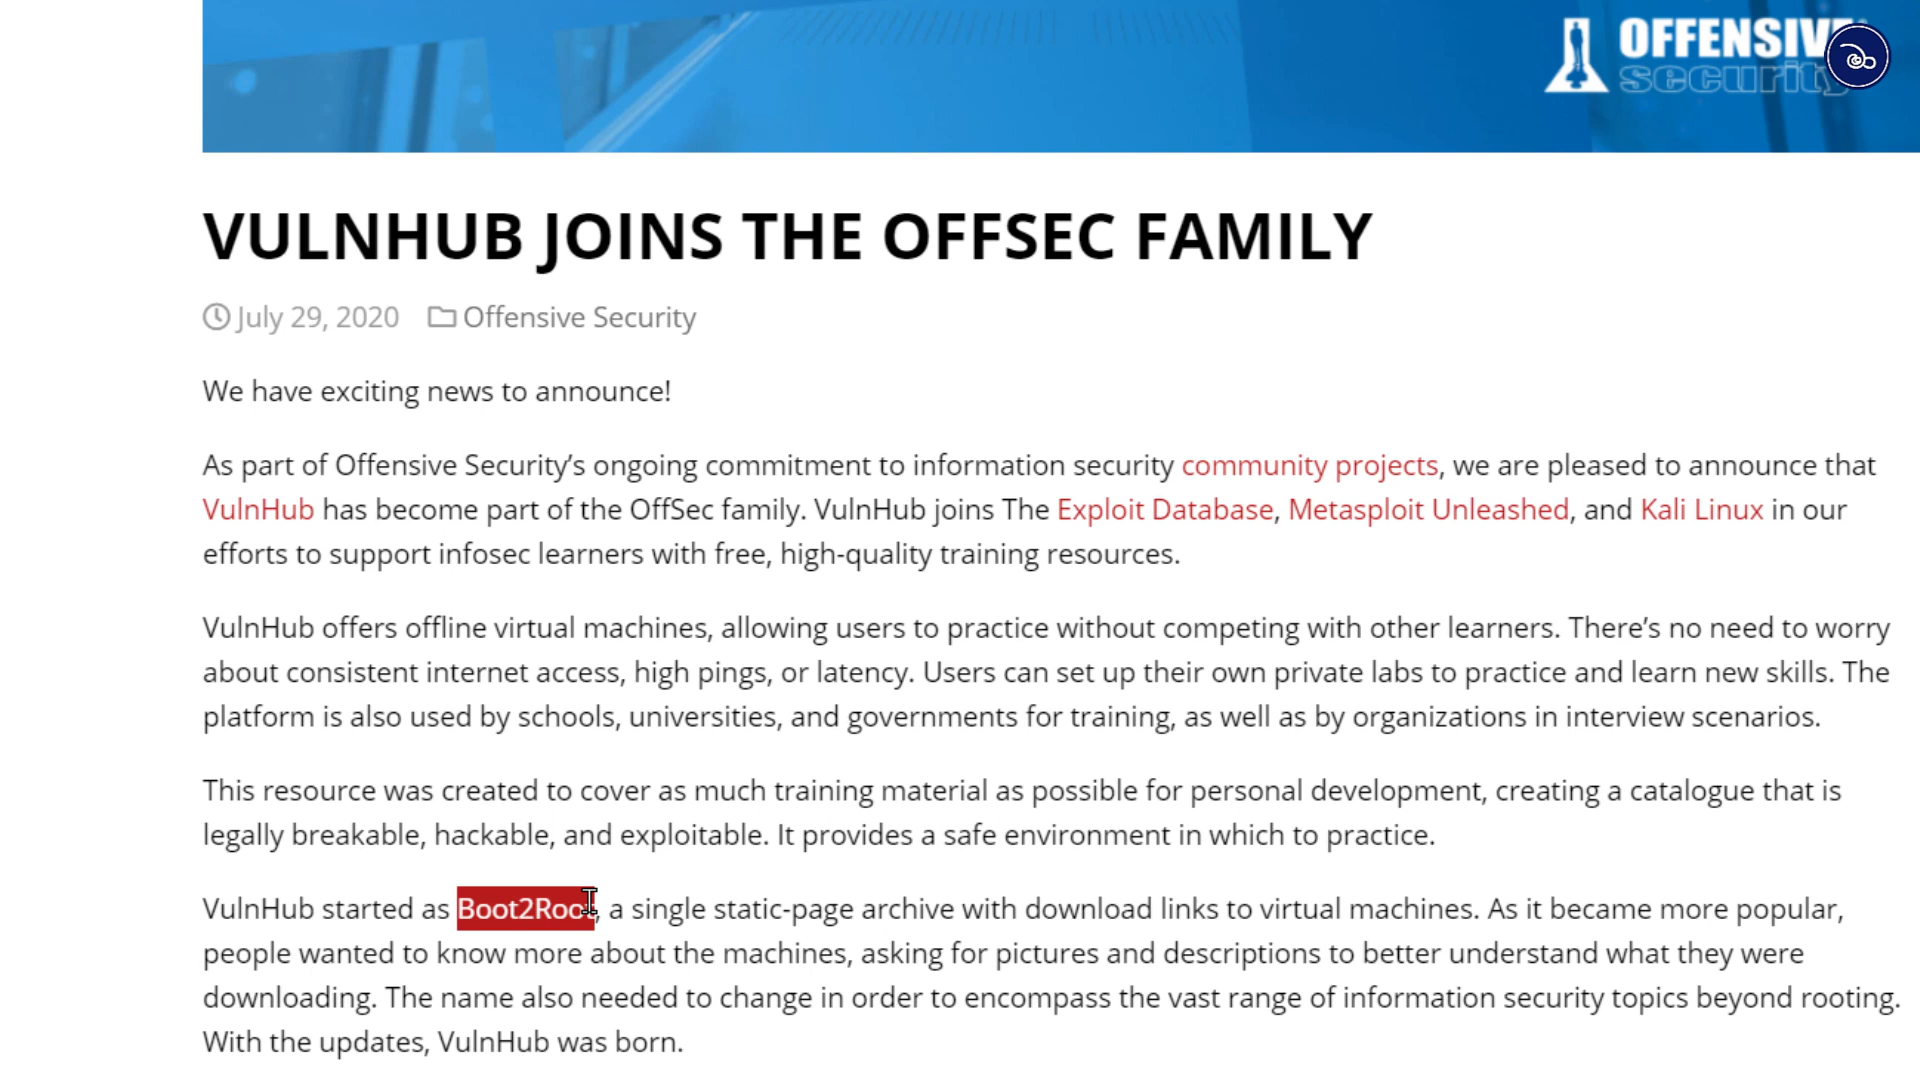 OFFENSIV
security
VULNHUB JOINS THE OFFSEC FAMILY
July 29, 2020 Offensive Security
We have exciting news to announce!
As part of Offensive Security’s ongoing commitment to information security community projects, we are pleased to announce that
VulnHub has become part of the OffSec family. VulnHub joins The Exploit Database, Metasploit Unleashed, and Kali Linux in our
efforts to support infosec learners with free, high-quality training resources.
VulnHub offers offline virtual machines, allowing users to practice without competing with other learners. There’s no need to worry
about consistent internet access, high pings, or latency. Users can set up their own private labs to practice and learn new skills. The
platform is also used by schools, universities, and governments for training, as well as by organizations in interview scenarios.
This resource was created to cover as much training material as possible for personal development, creating a catalogue that is
legally breakable, hackable, and exploitable. It provides a safe environment in which to practice.
VulnHub started as Boot2Root, a single static-page archive with download links to virtual machines. As it became more popular,
people wanted to know more about the machines, asking for pictures and descriptions to better understand what they were
downloading. The name also needed to change in order to encompass the vast range of information security topics beyond rooting.
With the updates, VulnHub was born.